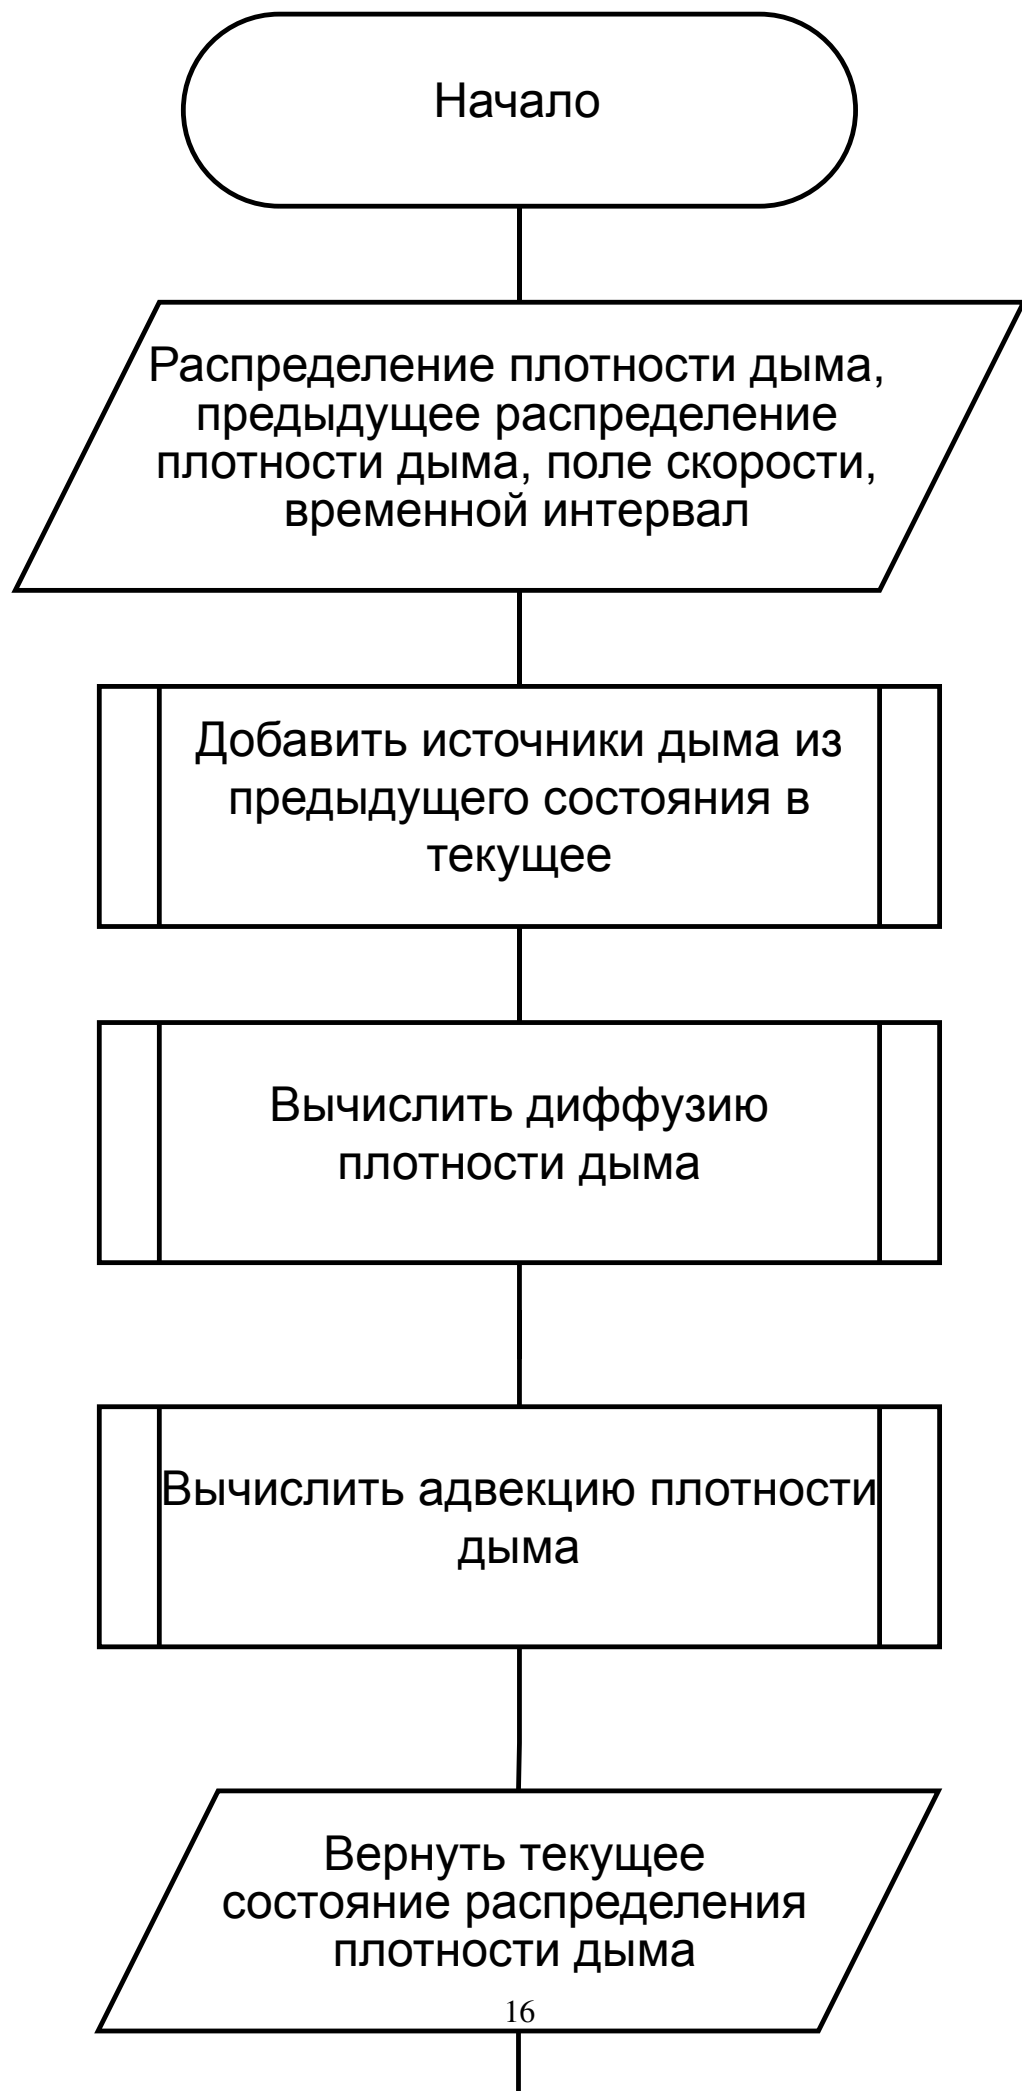 Начало
Распределение плотности дыма,
предыдущее распределение
плотности дыма, поле скорости,
временной интервал
Добавить источники дыма из
предыдущего состояния в
текущее
Вычислить диффузию
плотности дыма
Вычислить адвекцию плотности
дыма
Вернуть текущее
состояние распределения
плотности дыма
16